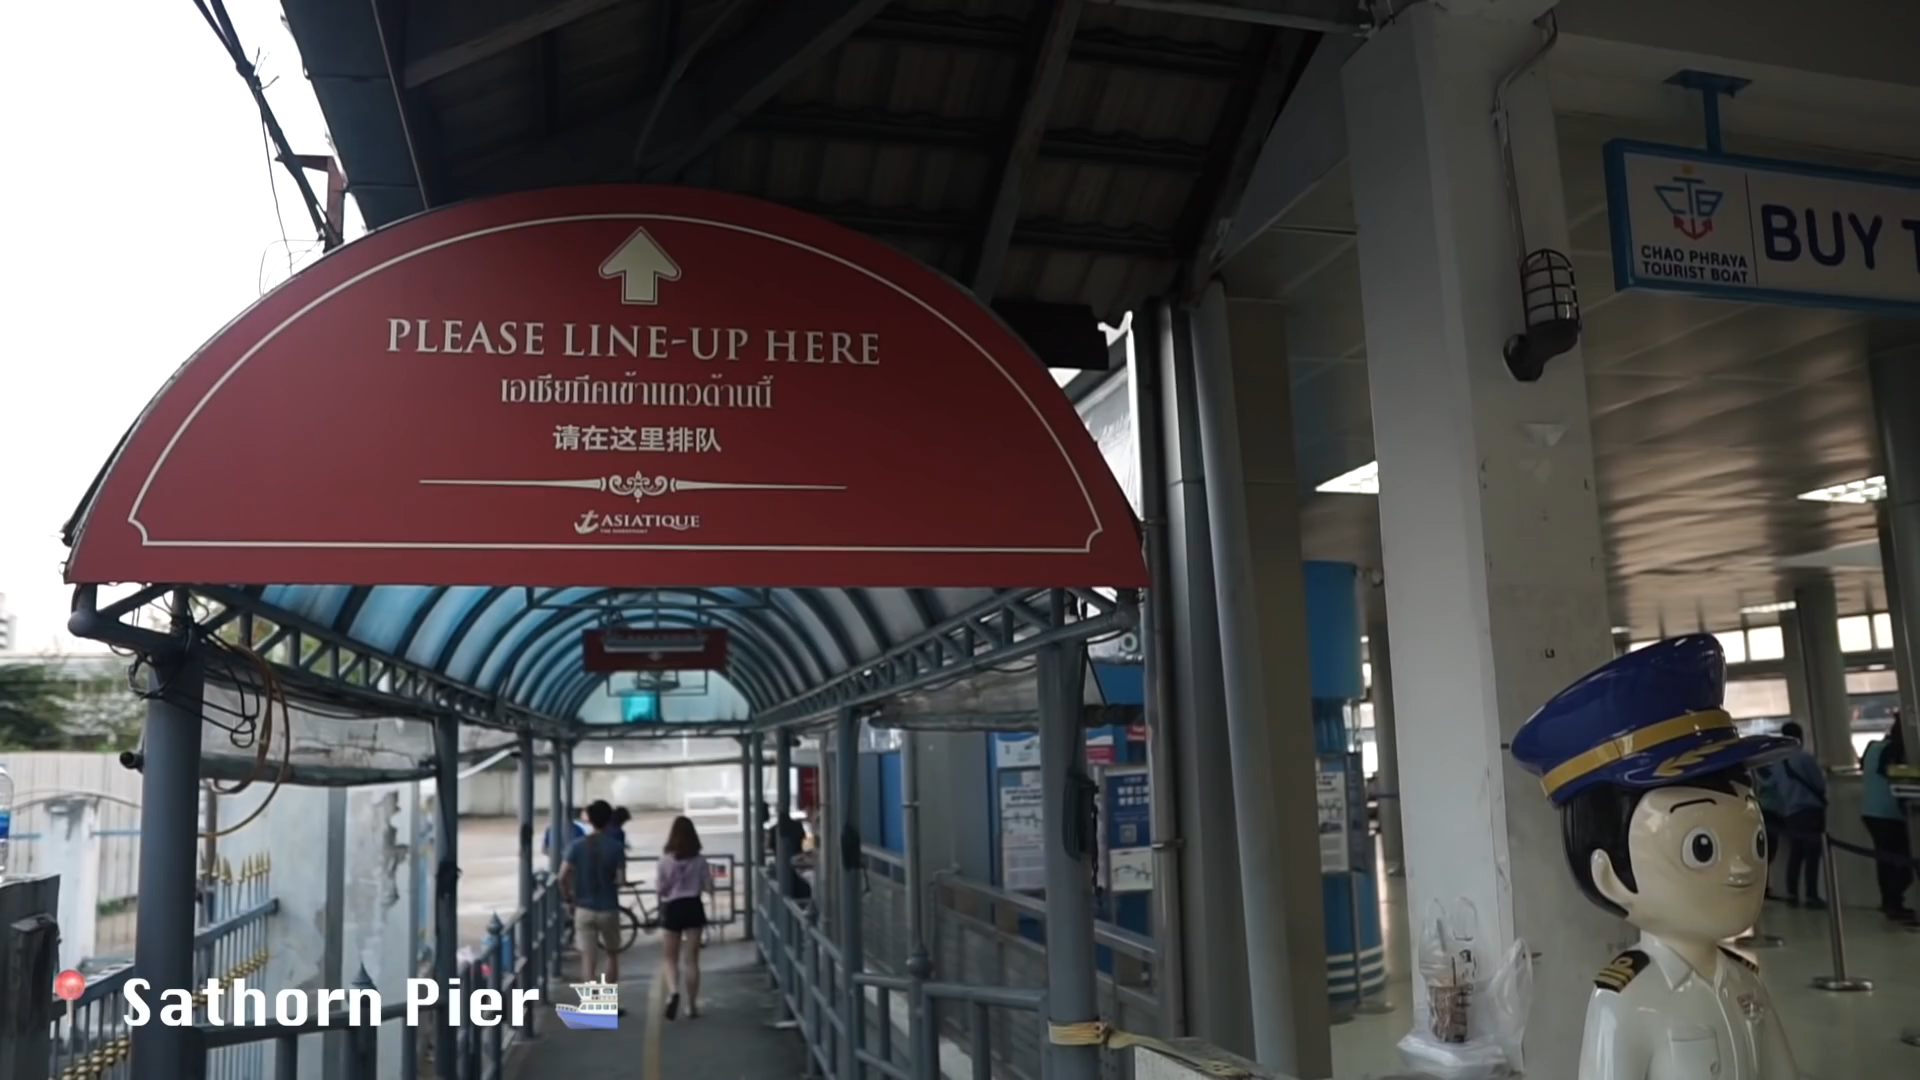 PLEASE LINE-UP HERE
เอเชียทีคเข้าแถวด้านนี้
请在这里排队
ASIATIQUE
CTB
CHAO PHRAYA
TOURIST BOAT
BUY
Sathorn Pier